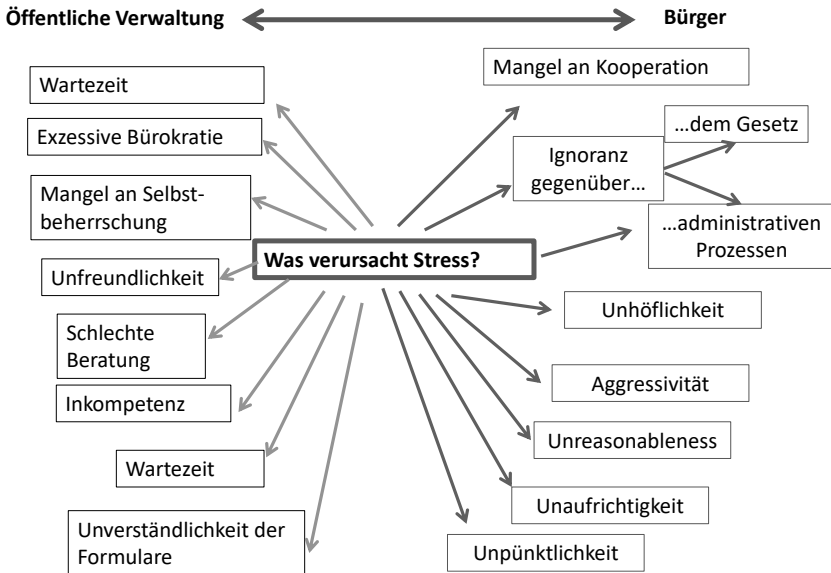 Öffentliche Verwaltung
Bürger
Wartezeit
Exzessive Bürokratie
Mangel an Selbst-
beherrschung
Unfreundlichkeit
Schlechte
Beratung
Inkompetenz
Wartezeit
Unverständlichkeit der
Formulare
Was verursacht Stress?
Mangel an Kooperation
Ignoranz
gegenüber...
...dem Gesetz
...administrativen
Prozessen
Unhöflichkeit
Aggressivität
Unreasonableness
Unaufrichtigkeit
Unpünktlichkeit